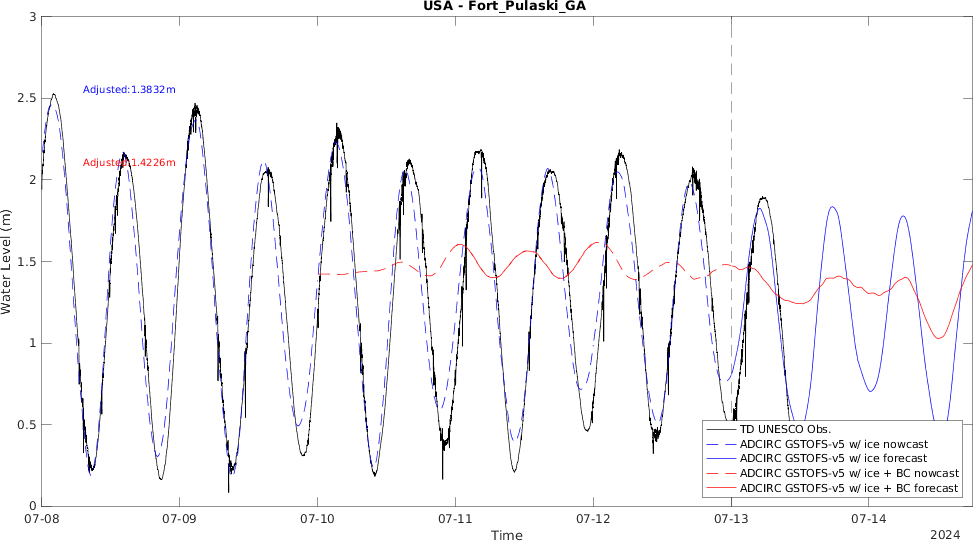 USA - Fort_Pulaski_GA
3
2.5
2
1.5
1
0.5
0
Water Level (m)
Adjusted:1.3832m
Adjusted:1.4226m
TD UNESCO Obs.
ADCIRC GSTOFS-v5 w/ ice nowcast
ADCIRC GSTOFS-v5 w/ ice forecast
ADCIRC GSTOFS-v5 w/ ice + BC nowcast
ADCIRC GSTOFS-v5 w/ ice + BC forecast
07-08 07-09 07-10 07-11 07-12 07-13 07-14
Time
2024